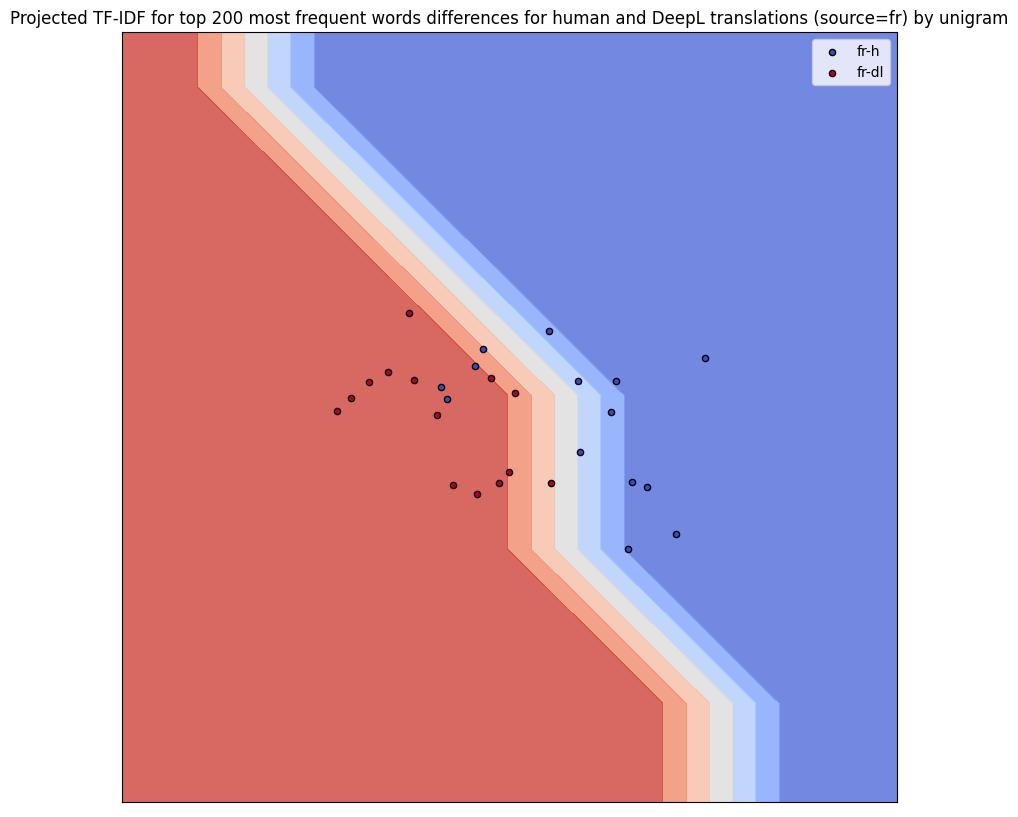 Projected TF-IDF for top 200 most frequent words differences for human and DeepL translations (source=fr) by unigram
fr-h
fr-dl